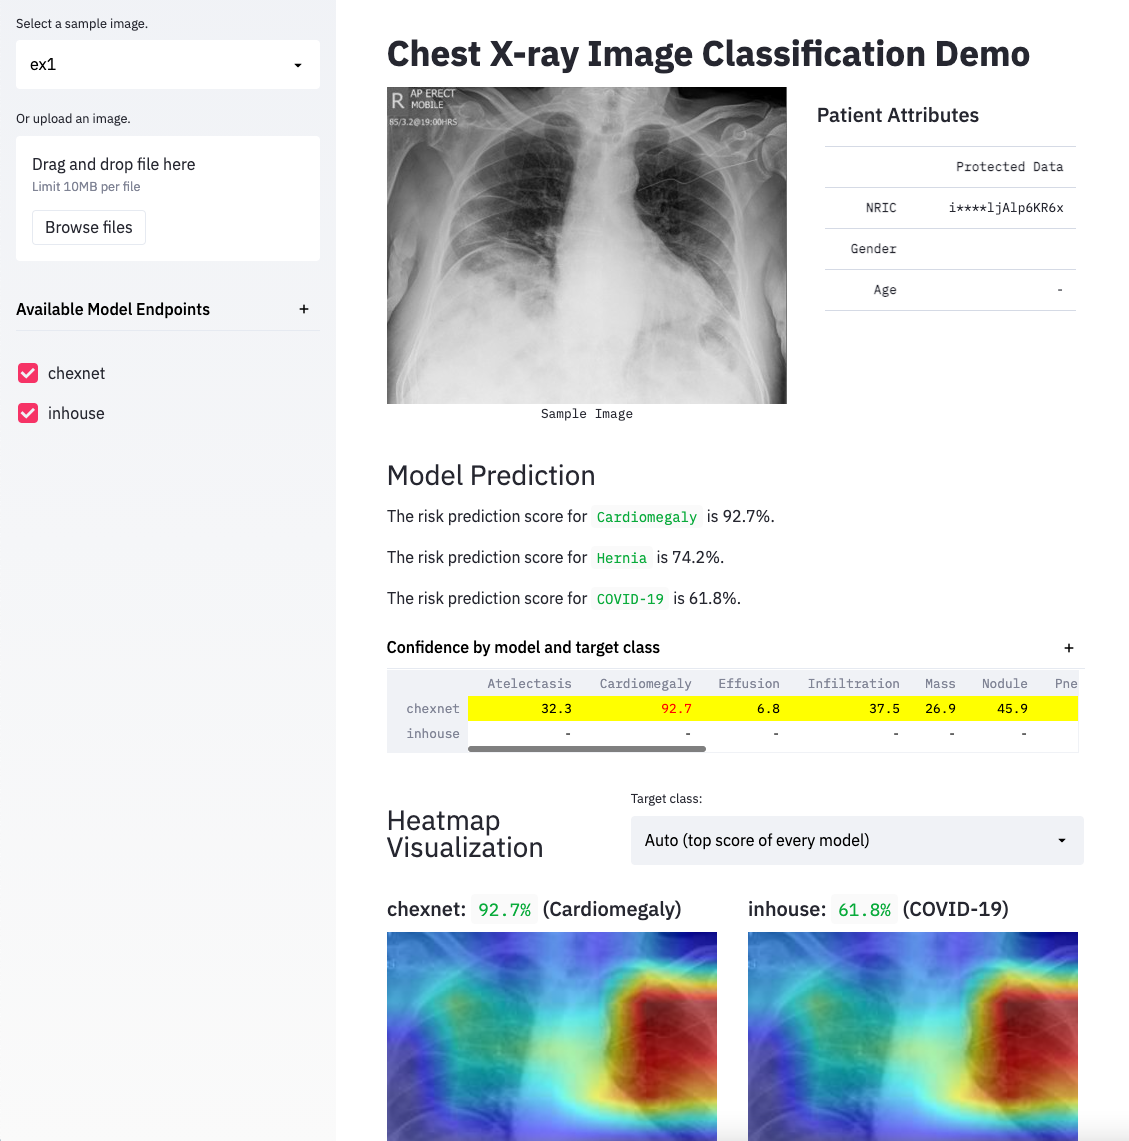 Select a sample image.
ex1
Or upload an image.
Drag and drop file here
Limit 10MB per file
Browse files
Available Model Endpoints +
chexnet
inhouse
Chest X-ray Image Classification Demo
R AP ERECT
MOBILE
85/3.2@19:00HRS
Sample Image
Patient Attributes
Protected Data
NRIC i****ljAlp6KR6x
Gender
Age -
Model Prediction
The risk prediction score for Cardiomegaly is 92.7%.
The risk prediction score for Hernia is 74.2%.
The risk prediction score for COVID-19 is 61.8%.
Confidence by model and target class +
Atelectasis Cardiomegaly Effusion Infiltration Mass Nodule Pne
chexnet 32.3 92.7 6.8 37.5 26.9 45.9
inhouse - - - - - -
Heatmap
Visualization
Target class:
Auto (top score of every model)
chexnet: 92.7% (Cardiomegaly)
inhouse: 61.8% (COVID-19)